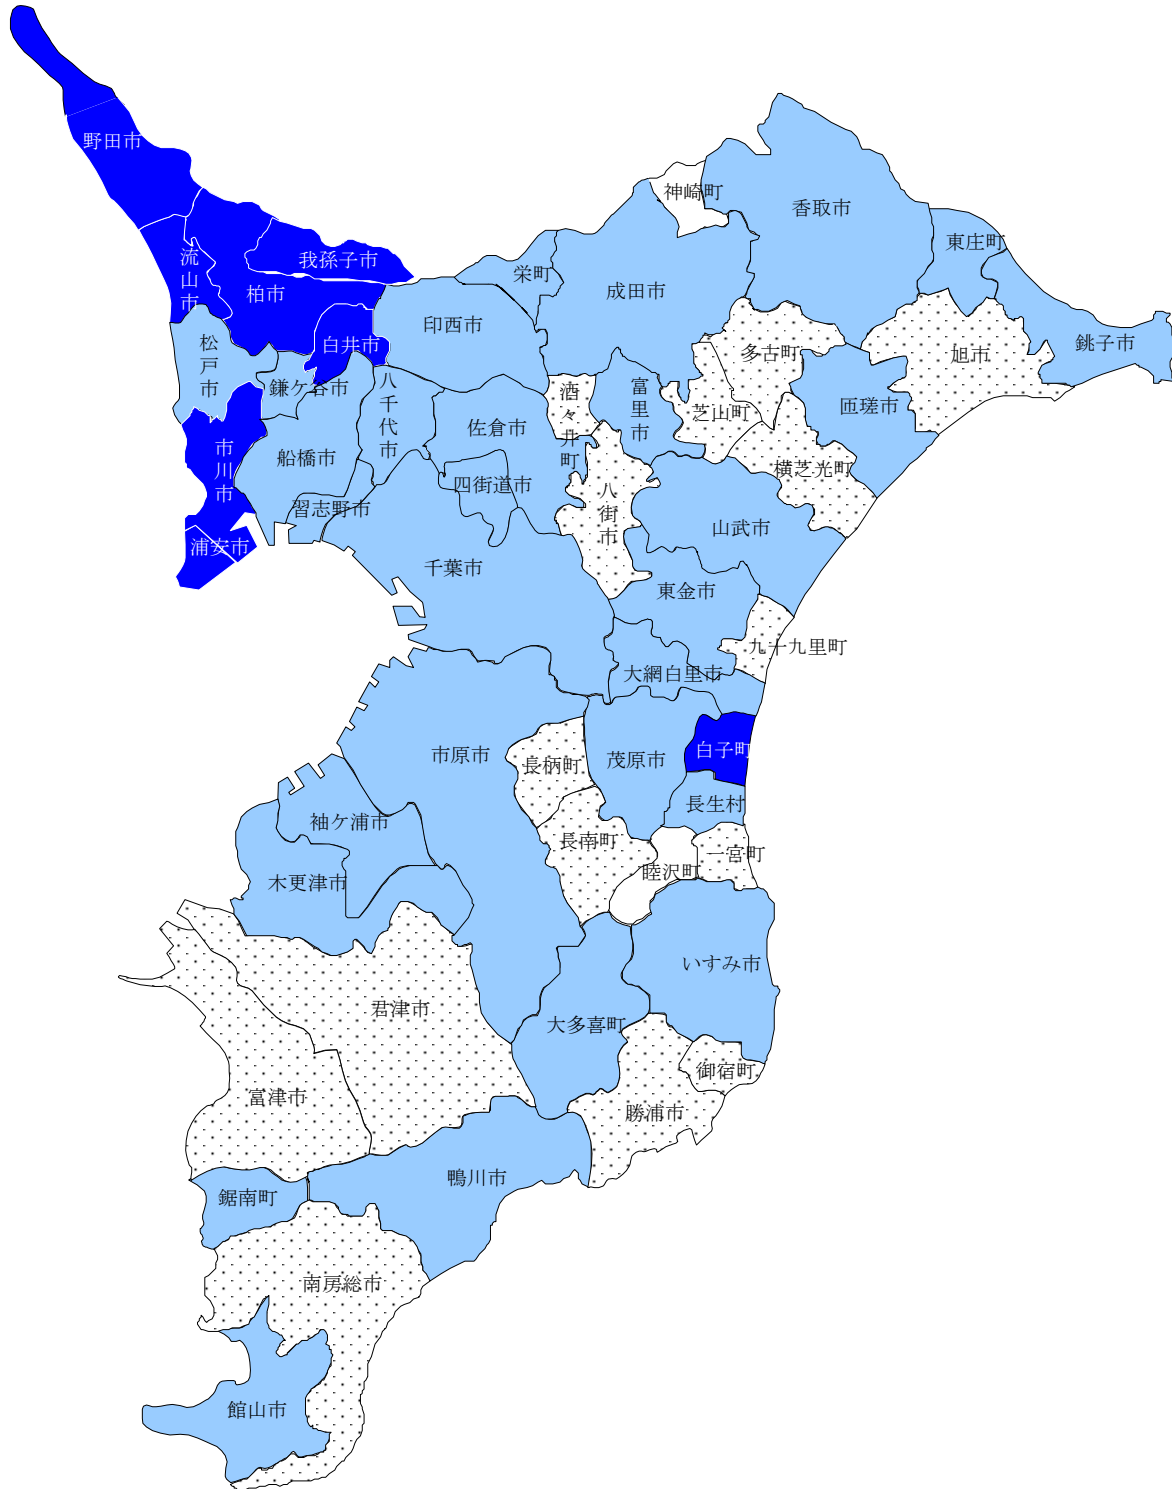 野田市
神崎町
香取市
東庄町
流山市
我孫子市
柏市
栄町
成田市
印西市
銚子市
松戸市
白井市
多古町
旭市
鎌ケ谷市
八千代市
酒々井町
富里市
芝山町
匝瑳市
市川市
船橋市
佐倉市
四街道市
八街市
横芝光町
習志野市
山武市
浦安市
千葉市
東金市
九十九里町
大網白里市
市原市
長柄町
茂原市
白子町
長生村
袖ケ浦市
長南町
一宮町
睦沢町
木更津市
いすみ市
君津市
大多喜町
御宿町
富津市
勝浦市
鴨川市
鋸南町
南房総市
館山市